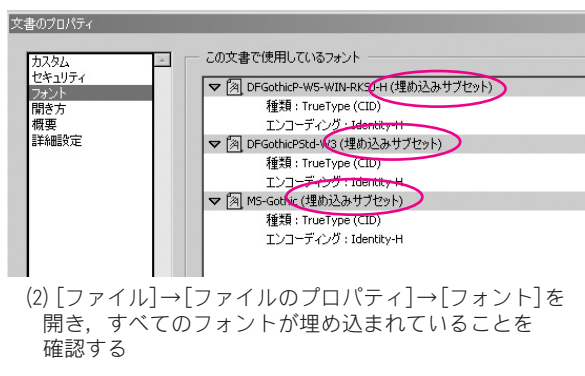 文書のプロパティ
カスタム
セキュリティ
フォント
開き方
概要
詳細設定
この文書で使用しているフォント
DFGothicP-W5-WIN-RKSJ-H (埋め込みサブセット)
種類 : TrueType (CID)
エンコーディング : Identity-H
DFGothicPStd-W3 (埋め込みサブセット)
種類 : TrueType (CID)
エンコーディング : Identity-H
MS-Gothic (埋め込みサブセット)
種類 : TrueType (CID)
エンコーディング : Identity-H
(2) [ファイル]→[ファイルのプロパティ]→[フォント]を
開き，すべてのフォントが埋め込まれていることを
確認する